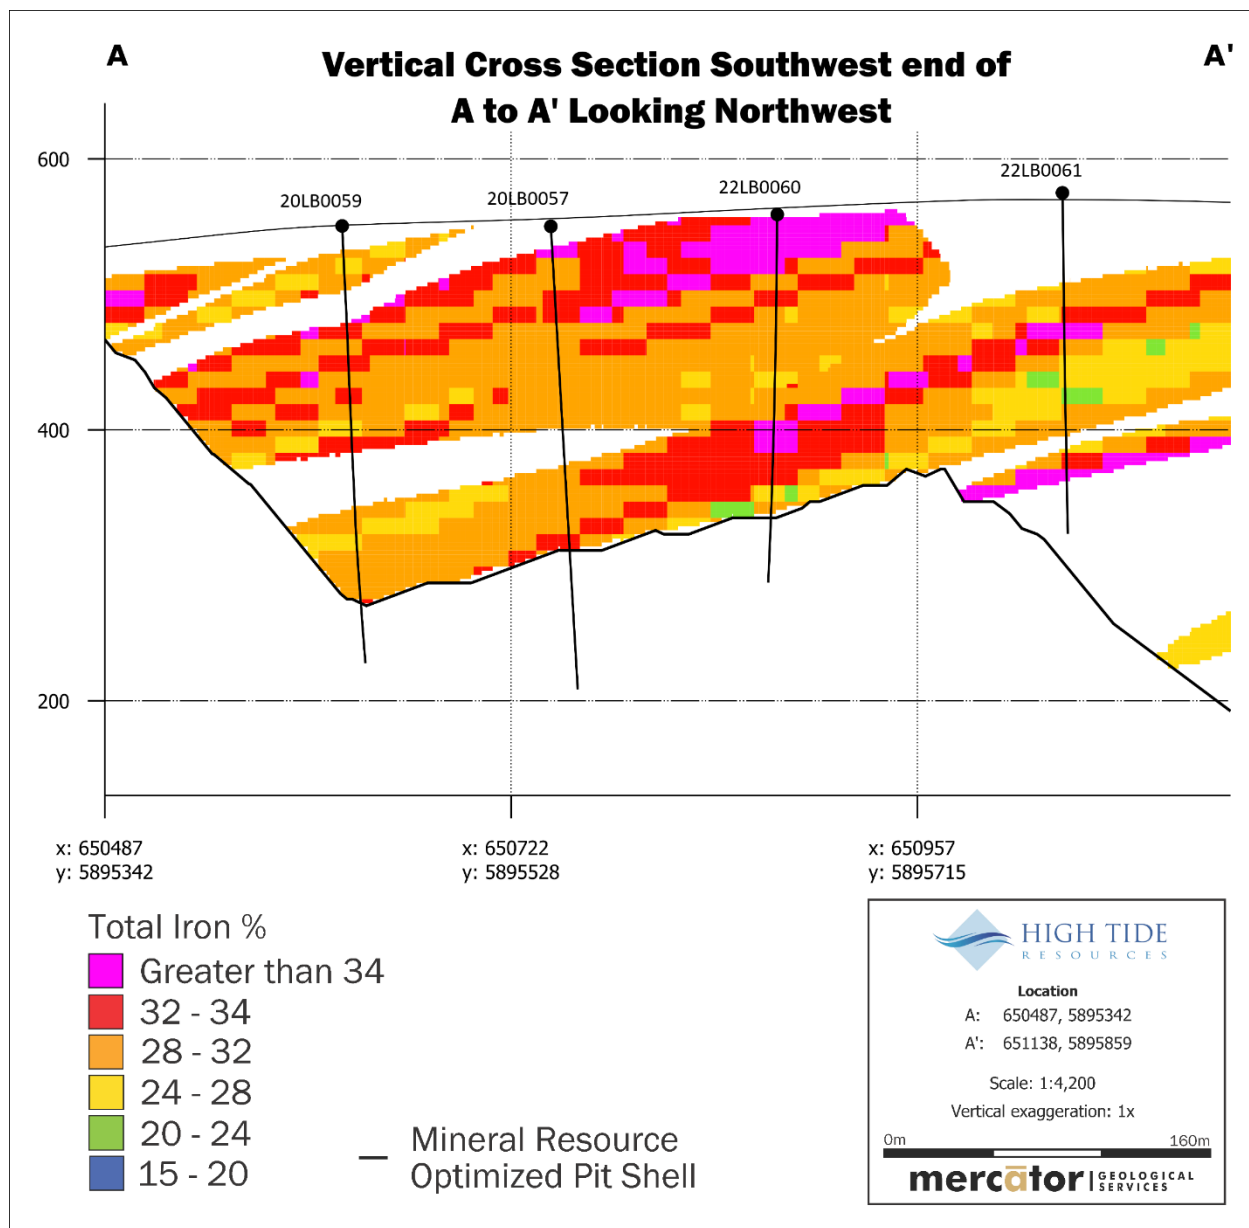 A
Vertical Cross Section Southwest end of
A to A' Looking Northwest
A'
600
400
200
20LB0059
20LB0057
22LB0060
22LB0061
x: 650487
y: 5895342
x: 650722
y: 5895528
x: 650957
y: 5895715
Total Iron %
Greater than 34
32 - 34
28 - 32
24 - 28
20 - 24
15 - 20
Mineral Resource
Optimized Pit Shell
HIGH TIDE
RESOURCES
Location
A: 650487, 5895342
A': 651138, 5895859
Scale: 1:4,200
Vertical exaggeration: 1x
0m 160m
mercātor | GEOLOGICAL
SERVICES